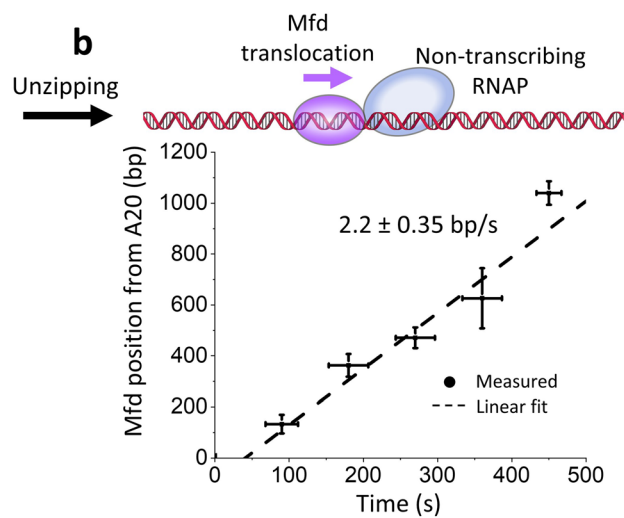 b
Mfd
translocation
Non-transcribing
RNAP
Unzipping
1200
1000
800
600
400
200
0
Mfd position from A20 (bp)
2.2 ± 0.35 bp/s
Measured
Linear fit
0 100 200 300 400 500
Time (s)